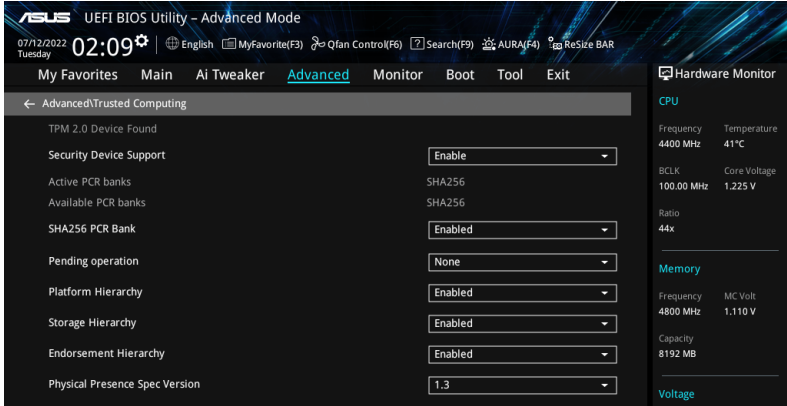 ASUS UEFI BIOS Utility – Advanced Mode
07/12/2022 Tuesday 02:09 English MyFavorite(F3) Qfan Control(F6) ? Search(F9) AURA(F4) ReSize BAR
My Favorites Main Ai Tweaker Advanced Monitor Boot Tool Exit
Hardware Monitor
← Advanced\Trusted Computing
TPM 2.0 Device Found
Security Device Support Enable
Active PCR banks SHA256
Available PCR banks SHA256
SHA256 PCR Bank Enabled
Pending operation None
Platform Hierarchy Enabled
Storage Hierarchy Enabled
Endorsement Hierarchy Enabled
Physical Presence Spec Version 1.3
CPU
Frequency Temperature
4400 MHz 41°C
BCLK Core Voltage
100.00 MHz 1.225 V
Ratio
44x
Memory
Frequency MC Volt
4800 MHz 1.110 V
Capacity
8192 MB
Voltage